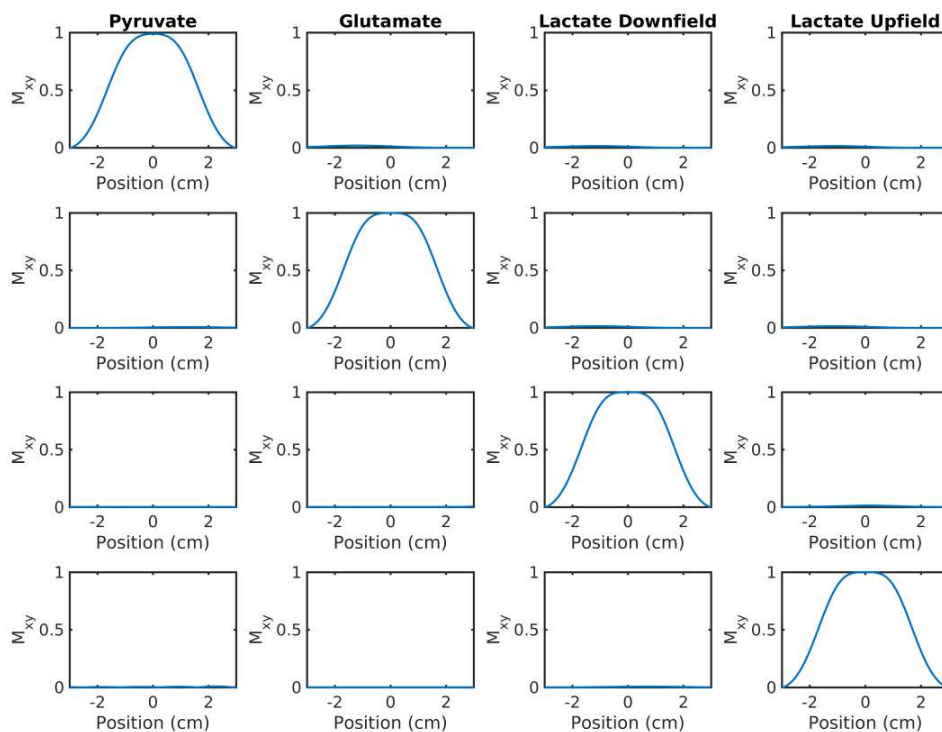 Pyruvate Glutamate Lactate Downfield Lactate Upfield
1 1 1 1
M_xy M_xy M_xy M_xy
0.5 0.5 0.5 0.5
0 0 0 0
-2 0 2 -2 0 2 -2 0 2 -2 0 2
Position (cm) Position (cm) Position (cm) Position (cm)
1 1 1 1
M_xy M_xy M_xy M_xy
0.5 0.5 0.5 0.5
0 0 0 0
-2 0 2 -2 0 2 -2 0 2 -2 0 2
Position (cm) Position (cm) Position (cm) Position (cm)
1 1 1 1
M_xy M_xy M_xy M_xy
0.5 0.5 0.5 0.5
0 0 0 0
-2 0 2 -2 0 2 -2 0 2 -2 0 2
Position (cm) Position (cm) Position (cm) Position (cm)
1 1 1 1
M_xy M_xy M_xy M_xy
0.5 0.5 0.5 0.5
0 0 0 0
-2 0 2 -2 0 2 -2 0 2 -2 0 2
Position (cm) Position (cm) Position (cm) Position (cm)